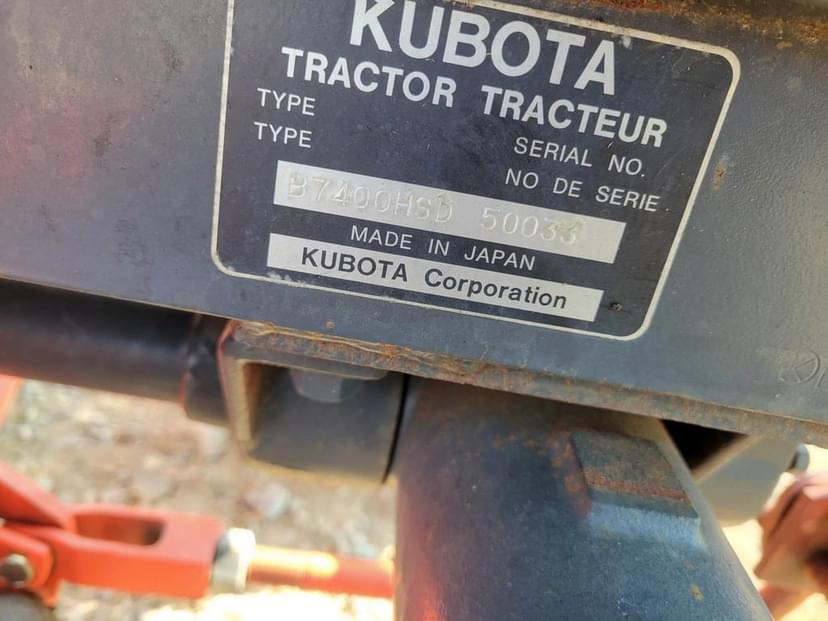 KUBOTA
TRACTOR TRACTEUR
TYPE
TYPE
SERIAL NO.
NO DE SERIE
B7400HSD 50033
MADE IN JAPAN
KUBOTA Corporation